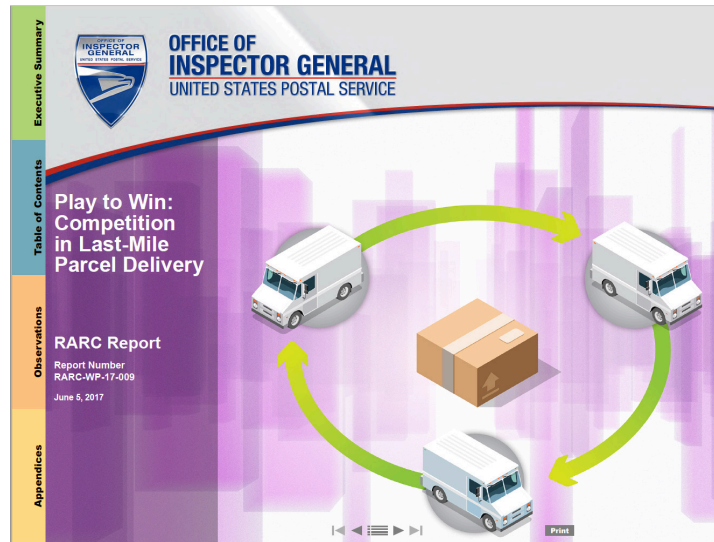 OFFICE OF
INSPECTOR GENERAL
UNITED STATES POSTAL SERVICE
OFFICE OF
INSPECTOR GENERAL
UNITED STATES POSTAL SERVICE
Executive Summary
Table of Contents
Observations
Appendices
Play to Win:
Competition
in Last-Mile
Parcel Delivery
RARC Report
Report Number
RARC-WP-17-009
June 5, 2017
Print